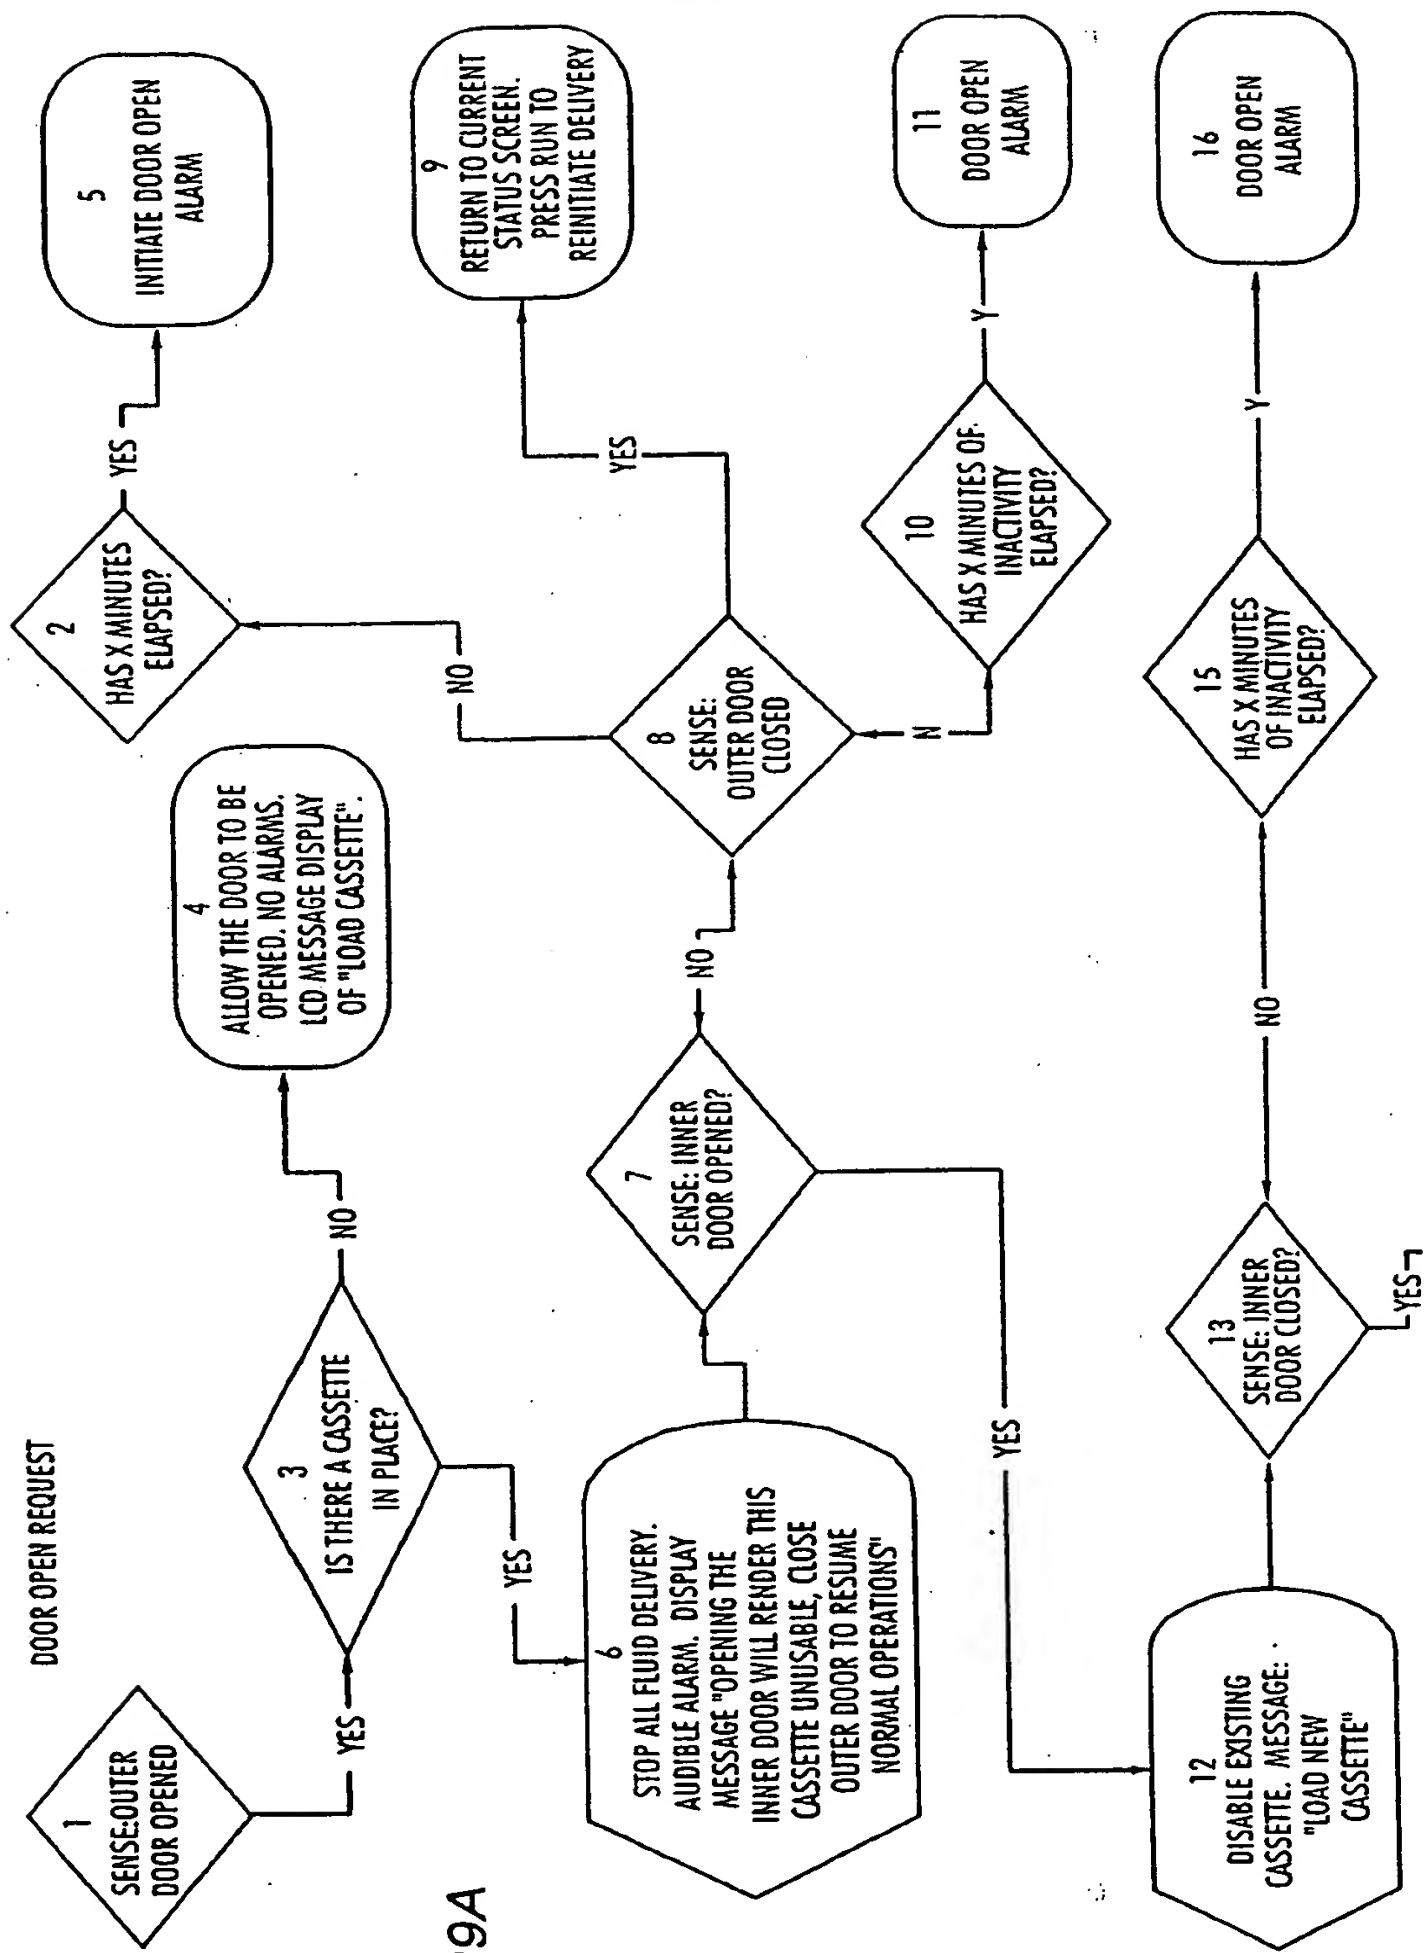 DOOR OPEN REQUEST
1
SENSE:OUTER
DOOR OPENED
YES
3
IS THERE A CASSETTE
IN PLACE?
NO
4
ALLOW THE DOOR TO BE
OPENED. NO ALARMS.
LCD MESSAGE DISPLAY
OF "LOAD CASSETTE".
2
HAS X MINUTES
ELAPSED?
YES
5
INITIATE DOOR OPEN
ALARM
YES
6
STOP ALL FLUID DELIVERY.
AUDIBLE ALARM. DISPLAY
MESSAGE "OPENING THE
INNER DOOR WILL RENDER THIS
CASSETTE UNUSABLE, CLOSE
OUTER DOOR TO RESUME
NORMAL OPERATIONS"
7
SENSE: INNER
DOOR OPENED?
NO
8
SENSE:
OUTER DOOR
CLOSED
NO
YES
9
RETURN TO CURRENT
STATUS SCREEN.
PRESS RUN TO
REINITIATE DELIVERY
N
10
HAS X MINUTES OF
INACTIVITY
ELAPSED?
Y
11
DOOR OPEN
ALARM
YES
12
DISABLE EXISTING
CASSETTE. MESSAGE:
"LOAD NEW
CASSETTE"
13
SENSE: INNER
DOOR CLOSED?
YES
NO
15
HAS X MINUTES
OF INACTIVITY
ELAPSED?
Y
16
DOOR OPEN
ALARM
9A